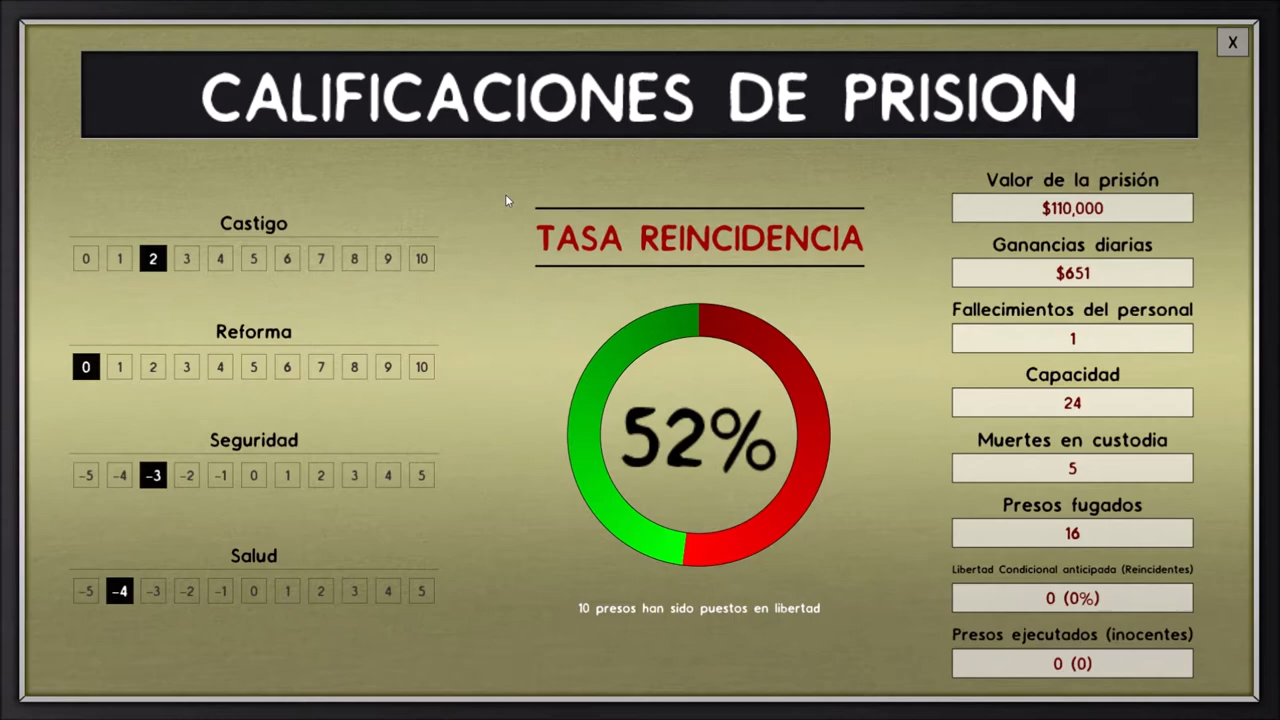 X
CALIFICACIONES DE PRISION
Castigo
0 1 2 3 4 5 6 7 8 9 10
Reforma
0 1 2 3 4 5 6 7 8 9 10
Seguridad
-5 -4 -3 -2 -1 0 1 2 3 4 5
Salud
-5 -4 -3 -2 -1 0 1 2 3 4 5
TASA REINCIDENCIA
52%
10 presos han sido puestos en libertad
Valor de la prisión
$110,000
Ganancias diarias
$651
Fallecimientos del personal
1
Capacidad
24
Muertes en custodia
5
Presos fugados
16
Libertad Condicional anticipada (Reincidentes)
0 (0%)
Presos ejecutados (inocentes)
0 (0)